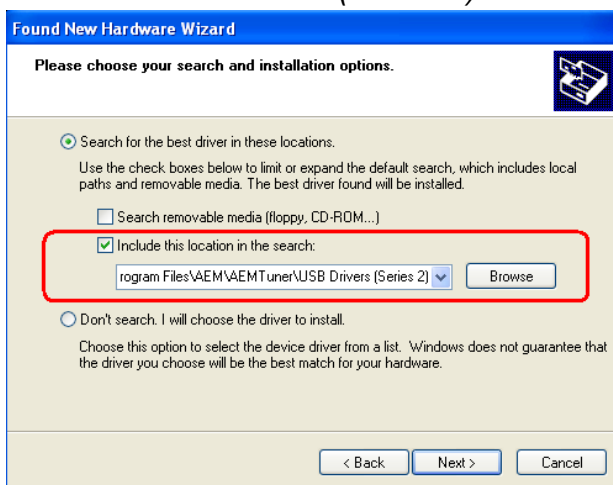 Found New Hardware Wizard
Please choose your search and installation options.
Search for the best driver in these locations.
Use the check boxes below to limit or expand the default search, which includes local
paths and removable media. The best driver found will be installed.
Search removable media (floppy, CD-ROM...)
Include this location in the search:
rogram Files\AEM\AEMTuner\USB Drivers (Series 2) Browse
Don't search. I will choose the driver to install.
Choose this option to select the device driver from a list. Windows does not guarantee that
the driver you choose will be the best match for your hardware.
< Back Next > Cancel